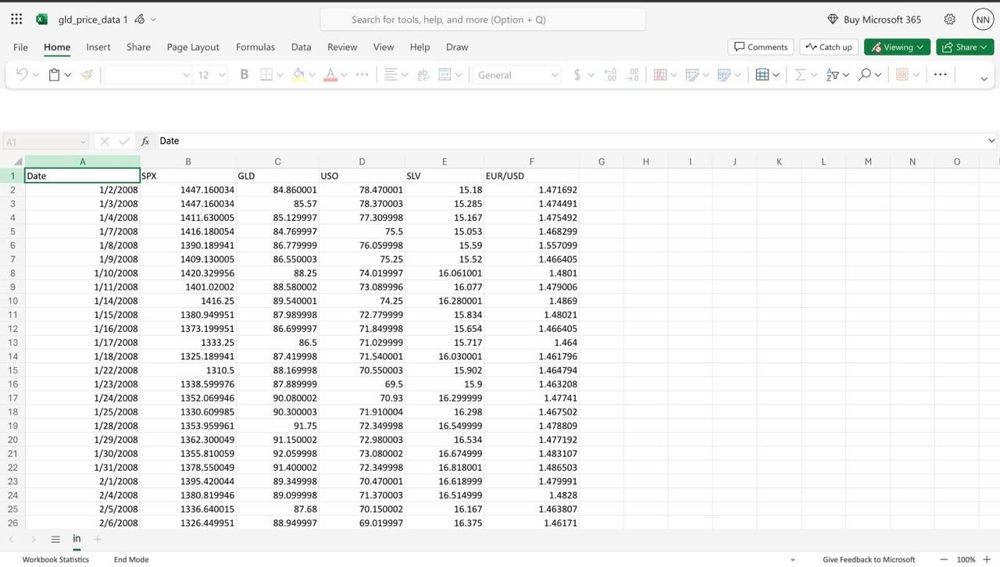 gld_price_data 1 Search for tools, help, and more (Option + Q) Buy Microsoft 365 NN
File Home Insert Share Page Layout Formulas Data Review View Help Draw Comments Catch up Viewing Share
12 B A General $
A1 fx Date
A B C D E F G H I J K L M N O
1 Date SPX GLD USO SLV EUR/USD
2 1/2/2008 1447.160034 84.860001 78.470001 15.18 1.471692
3 1/3/2008 1447.160034 85.57 78.370003 15.285 1.474491
4 1/4/2008 1411.630005 85.129997 77.309998 15.167 1.475492
5 1/7/2008 1416.180054 84.769997 75.5 15.053 1.468299
6 1/8/2008 1390.189941 86.779999 76.059998 15.59 1.557099
7 1/9/2008 1409.130005 86.550003 75.25 15.52 1.466405
8 1/10/2008 1420.329956 88.25 74.019997 16.061001 1.4801
9 1/11/2008 1401.02002 88.580002 73.089996 16.077 1.479006
10 1/14/2008 1416.25 89.540001 74.25 16.280001 1.4869
11 1/15/2008 1380.949951 87.989998 72.779999 15.834 1.48021
12 1/16/2008 1373.199951 86.699997 71.849998 15.654 1.466405
13 1/17/2008 1333.25 86.5 71.029999 15.717 1.464
14 1/18/2008 1325.189941 87.419998 71.540001 16.030001 1.461796
15 1/22/2008 1310.5 88.169998 70.550003 15.902 1.464794
16 1/23/2008 1338.599976 87.889999 69.5 15.9 1.463208
17 1/24/2008 1352.069946 90.080002 70.93 16.299999 1.47741
18 1/25/2008 1330.609985 90.300003 71.910004 16.298 1.467502
19 1/28/2008 1353.959961 91.75 72.349998 16.549999 1.478809
20 1/29/2008 1362.300049 91.150002 72.980003 16.534 1.477192
21 1/30/2008 1355.810059 92.059998 73.080002 16.674999 1.483107
22 1/31/2008 1378.550049 91.400002 72.349998 16.818001 1.486503
23 2/1/2008 1395.420044 89.349998 70.470001 16.618999 1.479991
24 2/4/2008 1380.819946 89.099998 71.370003 16.514999 1.4828
25 2/5/2008 1336.640015 87.68 70.150002 16.167 1.463807
26 2/6/2008 1326.449951 88.949997 69.019997 16.375 1.46171
in
Workbook Statistics End Mode Give Feedback to Microsoft 100%